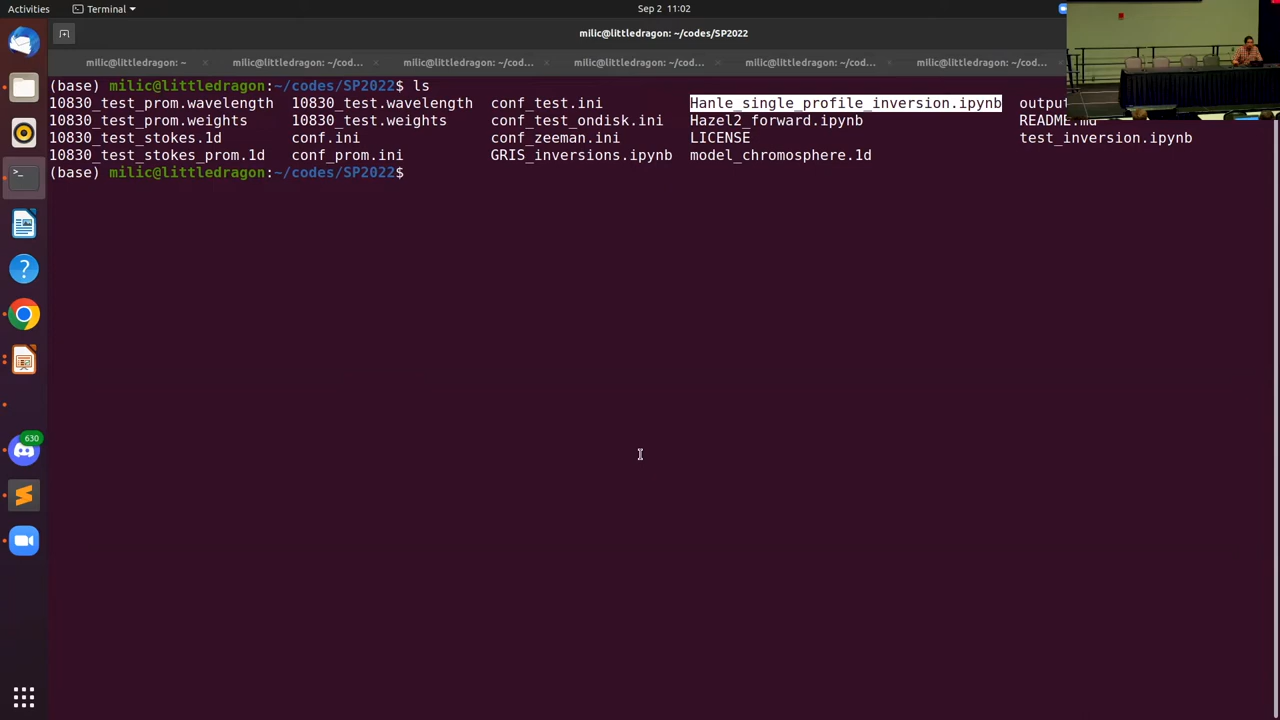 Activities Terminal Sep 2 11:02
milic@littledragon: ~/codes/SP2022
milic@littledragon: ~ milic@littledragon: ~/cod... milic@littledragon: ~/cod... milic@littledragon: ~/cod... milic@littledragon: ~/cod... milic@littledragon: ~/cod...
(base) milic@littledragon:~/codes/SP2022$ ls
10830_test_prom.wavelength 10830_test.wavelength conf_test.ini Hanle_single_profile_inversion.ipynb output
10830_test_prom.weights 10830_test.weights conf_test_ondisk.ini Hazel2_forward.ipynb README.md
10830_test_stokes.1d conf.ini conf_zeeman.ini LICENSE test_inversion.ipynb
10830_test_stokes_prom.1d conf_prom.ini GRIS_inversions.ipynb model_chromosphere.1d
(base) milic@littledragon:~/codes/SP2022$
630